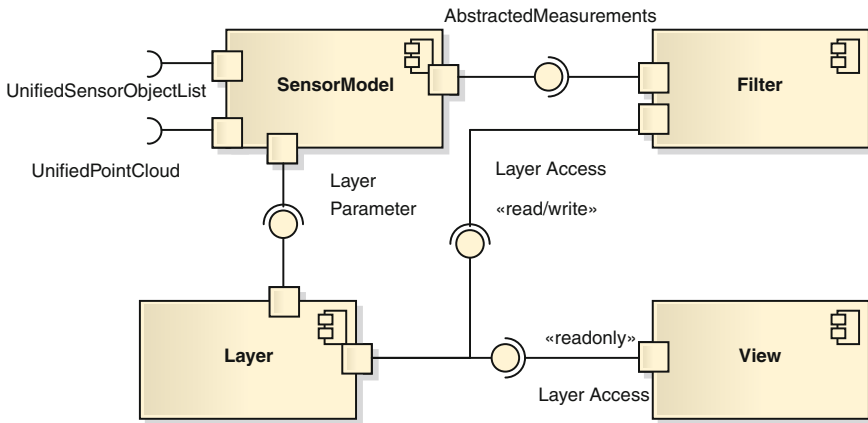 AbstractedMeasurements
SensorModel
Filter
UnifiedSensorObjectList
UnifiedPointCloud
Layer
Parameter
Layer Access
«read/write»
«readonly»
Layer
View
Layer Access